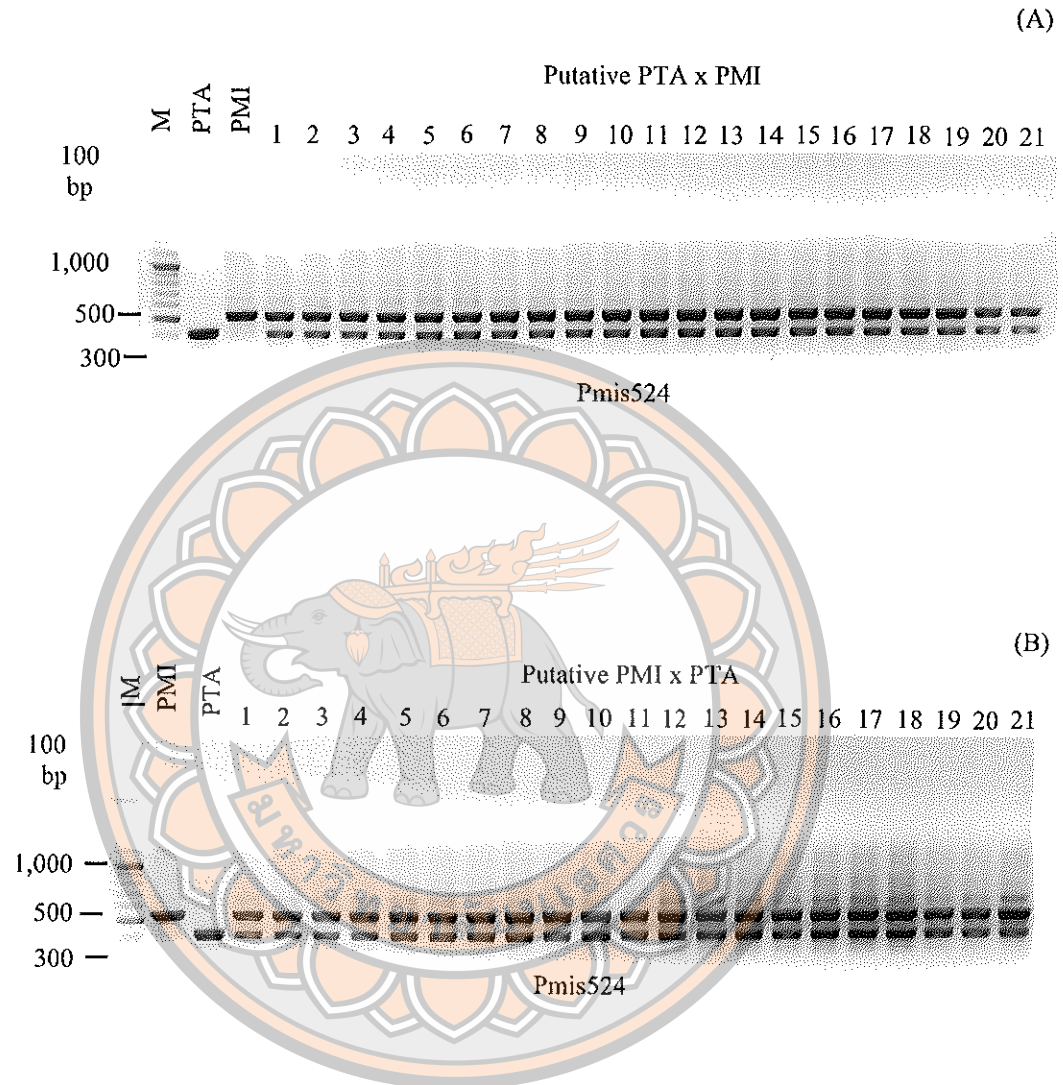 (A)
Putative PTA x PMI
M PTA PMI 1 2 3 4 5 6 7 8 9 10 11 12 13 14 15 16 17 18 19 20 21
100
bp
1,000
500
300
Pmis524
(B)
Putative PMI x PTA
M PMI PTA 1 2 3 4 5 6 7 8 9 10 11 12 13 14 15 16 17 18 19 20 21
100
bp
1,000
500
300
Pmis524